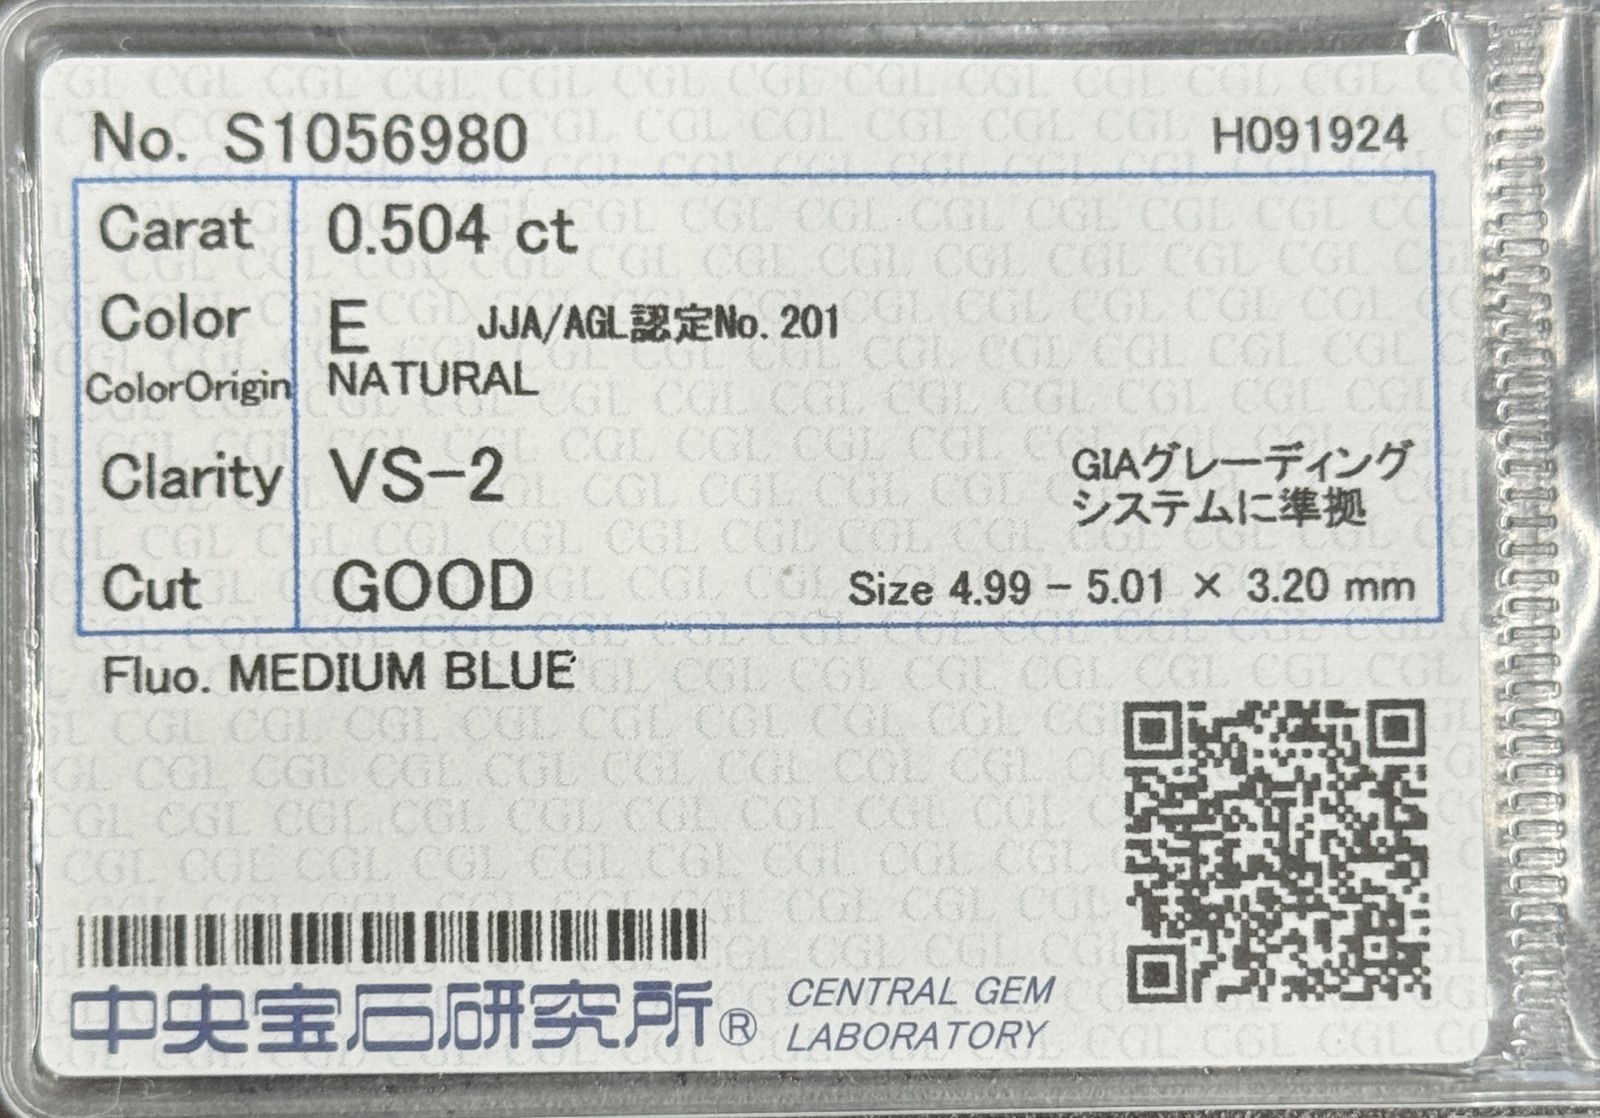 No. S1056980 H091924
Carat 0.504 ct
Color E JJA/AGL認定No.201
ColorOrigin NATURAL
Clarity VS-2 GIAグレーディング
システムに準拠
Cut GOOD Size 4.99 - 5.01 × 3.20 mm
Fluo. MEDIUM BLUE
中央宝石研究所® CENTRAL GEM
LABORATORY